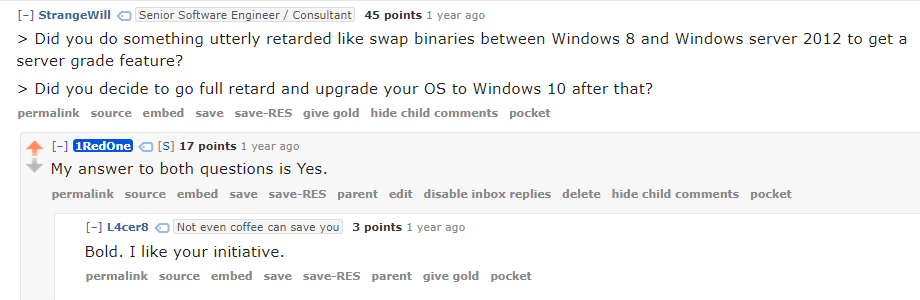 [-] StrangeWill Senior Software Engineer / Consultant 45 points 1 year ago
> Did you do something utterly retarded like swap binaries between Windows 8 and Windows server 2012 to get a
server grade feature?
> Did you decide to go full retard and upgrade your OS to Windows 10 after that?
permalink source embed save save-RES give gold hide child comments pocket
[-] 1RedOne [S] 17 points 1 year ago
My answer to both questions is Yes.
permalink source embed save save-RES parent edit disable inbox replies delete hide child comments pocket
[-] L4cer8 Not even coffee can save you 3 points 1 year ago
Bold. I like your initiative.
permalink source embed save save-RES parent give gold pocket